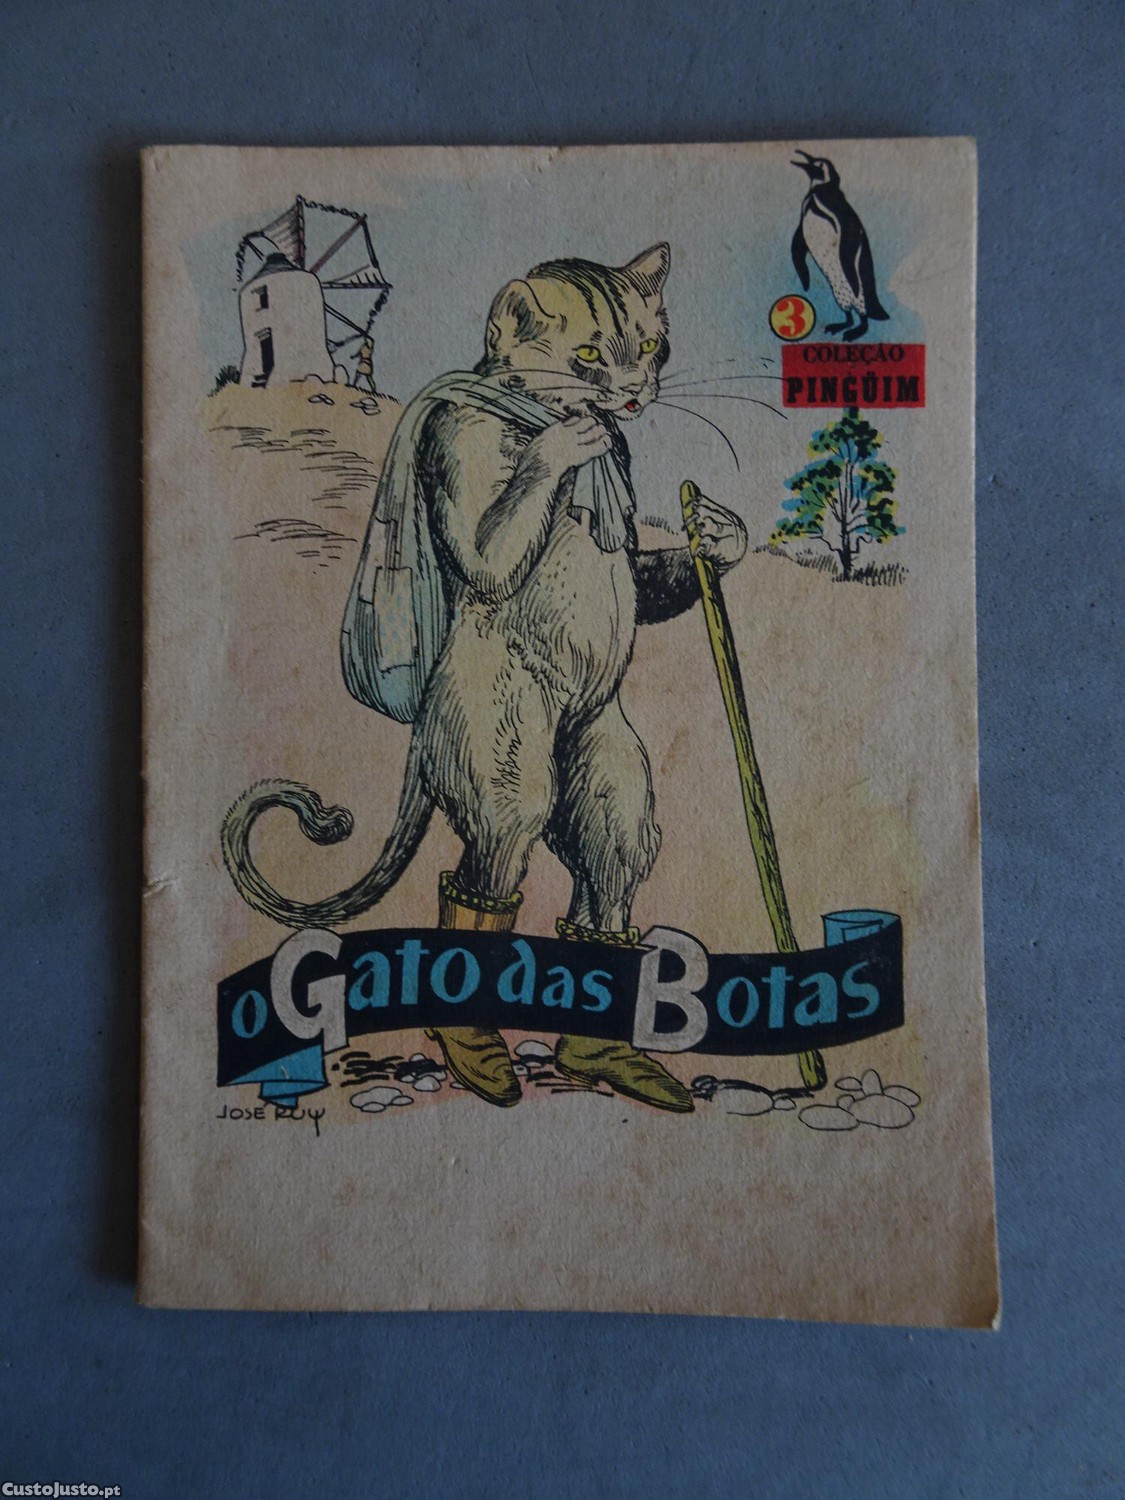 3
COLEÇÃO
PINGÜIM
O Gato das Botas
JOSE RUY
CustoJusto.pt